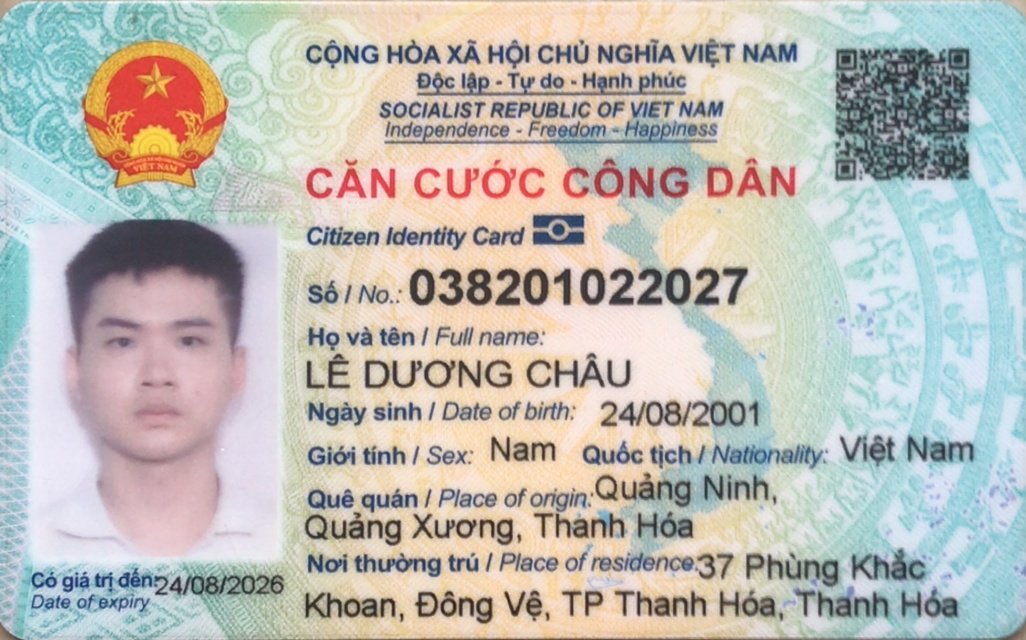 CỘNG HÒA XÃ HỘI CHỦ NGHĨA VIỆT NAM
Độc lập - Tự do - Hạnh phúc
SOCIALIST REPUBLIC OF VIET NAM
Independence - Freedom - Happiness
CĂN CƯỚC CÔNG DÂN
Citizen Identity Card
Số / No.: 038201022027
Họ và tên / Full name:
LÊ DƯƠNG CHÂU
Ngày sinh / Date of birth: 24/08/2001
Giới tính / Sex: Nam Quốc tịch / Nationality: Việt Nam
Quê quán / Place of origin: Quảng Ninh,
Quảng Xương, Thanh Hóa
Nơi thường trú / Place of residence: 37 Phùng Khắc
Khoan, Đông Vệ, TP Thanh Hóa, Thanh Hóa
Có giá trị đến: 24/08/2026
Date of expiry
VIỆT NAM